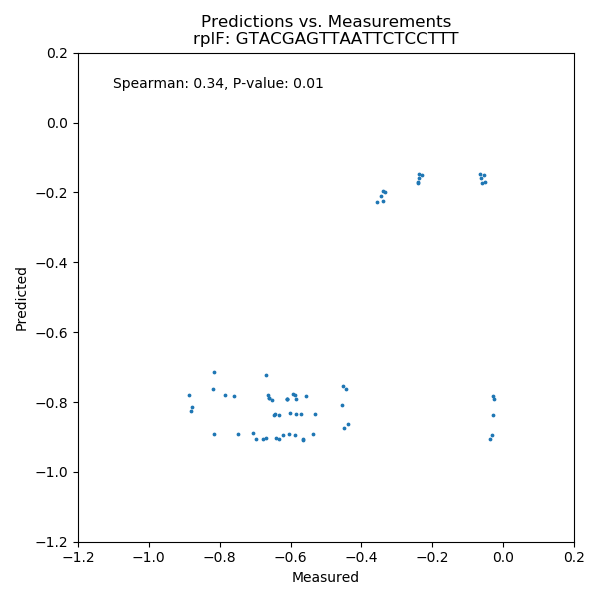 Predictions vs. Measurements
rplF: GTACGAGTTAATTCTCCTTT
Spearman: 0.34, P-value: 0.01
0.2
0.0
−0.2
−0.4
−0.6
−0.8
−1.0
−1.2
Predicted
−1.2 −1.0 −0.8 −0.6 −0.4 −0.2 0.0 0.2
Measured